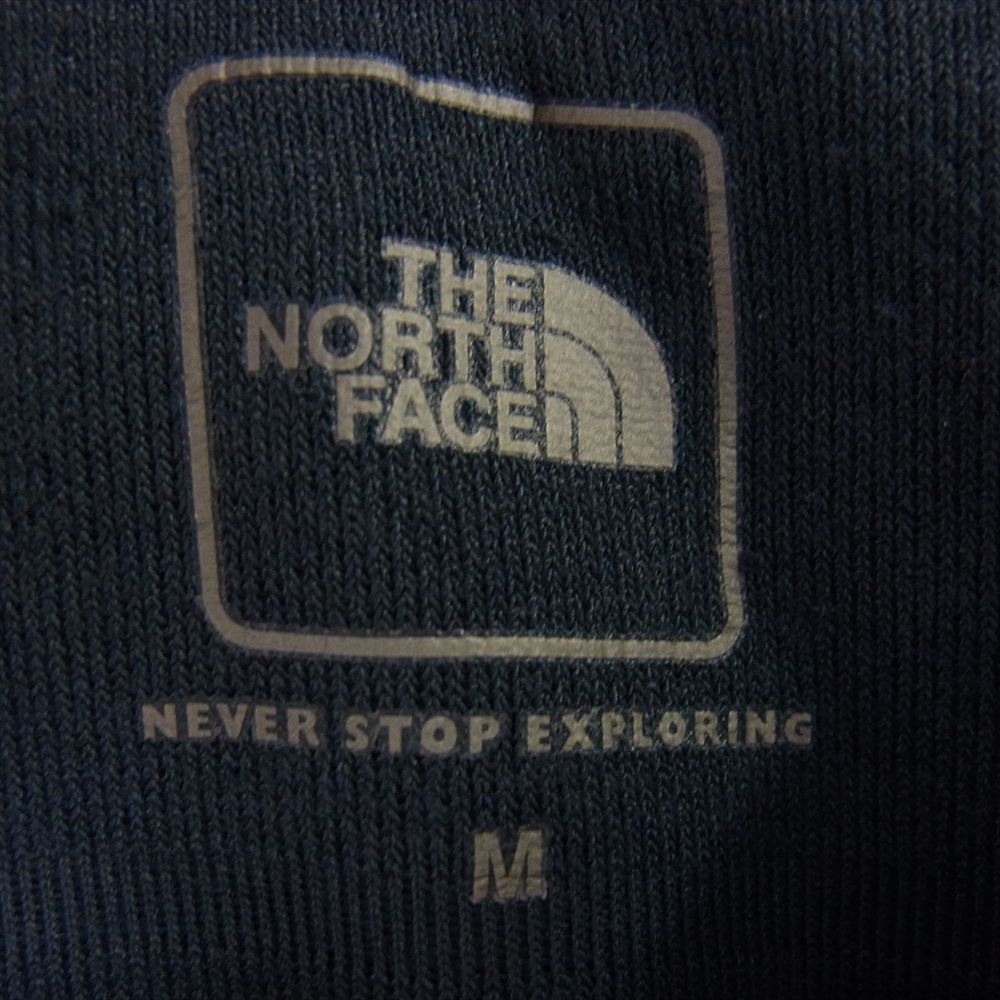 THE
NORTH
FACE
NEVER STOP EXPLORING
M